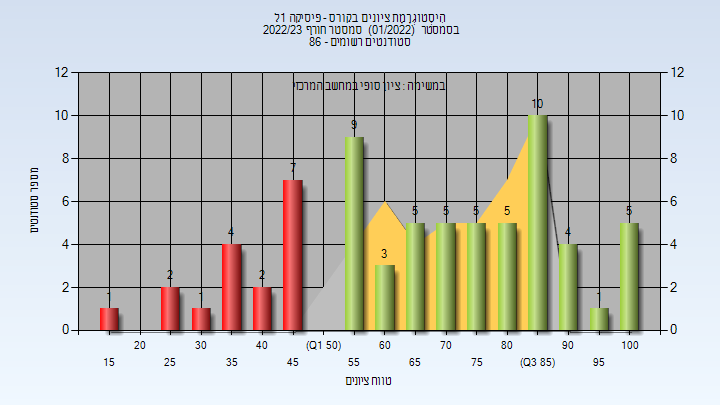 היסטוגרמת ציונים בקורס - פיסיקה 1ל
בסמסטר (01/2022) סמסטר חורף 2022/23
סטודנטים רשומים - 86
במשימה : ציון סופי במחשב המרכזי
מספר סטודנטים
12 12
10 10
8 8
6 6
4 4
2 2
0 0
1 2 1 4 2 7 9 3 5 5 5 5 10 4 1 5
20 30 40 (Q1 50) 60 70 80 90 100
15 25 35 45 55 65 75 (Q3 85) 95
טווח ציונים